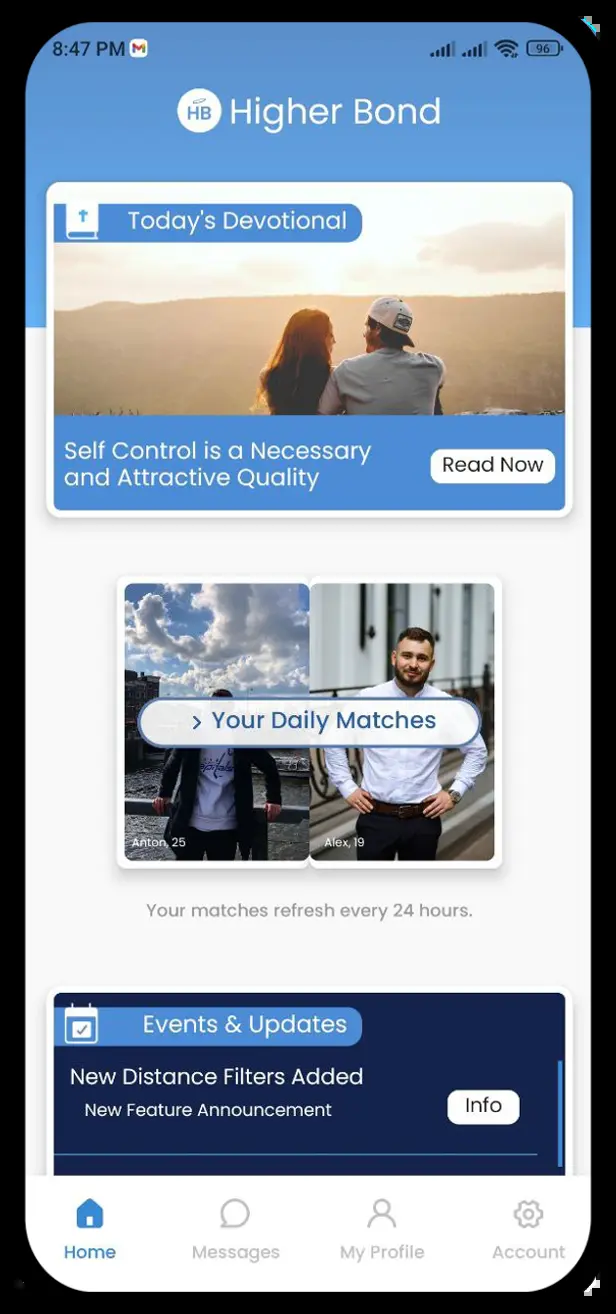 8:47 PM
96
HB Higher Bond
Today's Devotional
Self Control is a Necessary
and Attractive Quality
Read Now
› Your Daily Matches
Anton, 25
Alex, 19
Your matches refresh every 24 hours.
Events & Updates
New Distance Filters Added
New Feature Announcement
Info
Home
Messages
My Profile
Account